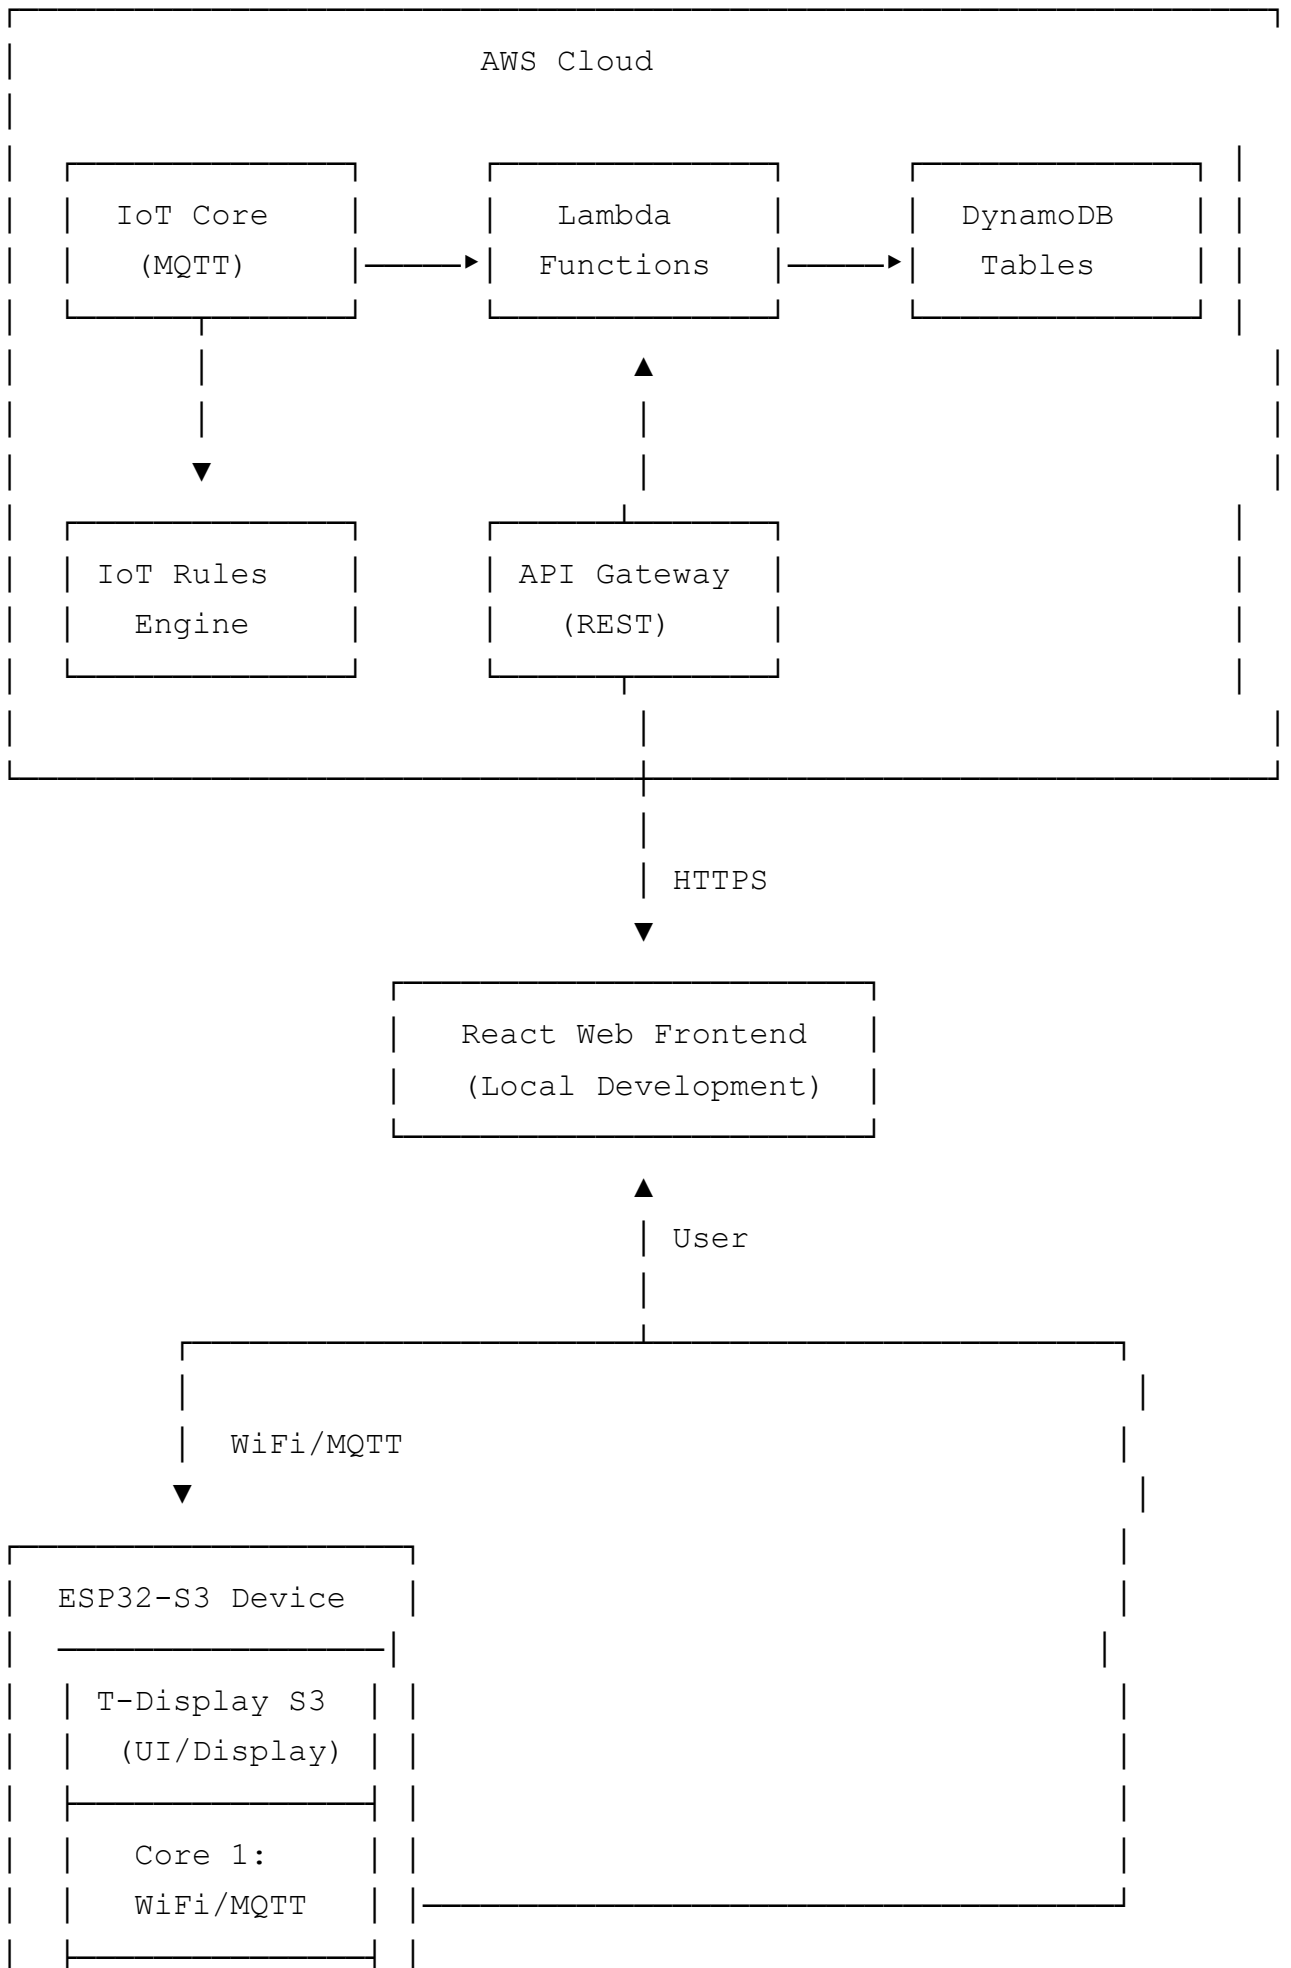 AWS Cloud
IoT Core Lambda DynamoDB
(MQTT) Functions Tables
IoT Rules API Gateway
Engine (REST)
HTTPS
React Web Frontend
(Local Development)
User
WiFi/MQTT
ESP32-S3 Device
T-Display S3
(UI/Display)
Core 1:
WiFi/MQTT